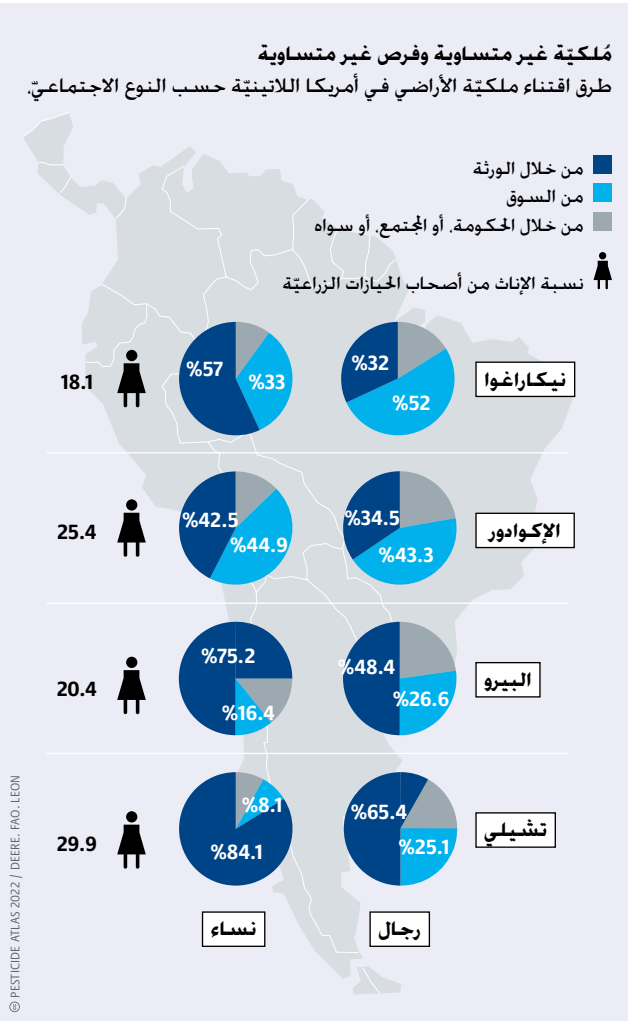 مُلكيّة غير متساوية وفرص غير متساوية
طرق اقتناء ملكيّة الأراضي في أمريكا اللاتينيّة حسب النوع الاجتماعيّ.
من خلال الورثة
من السوق
من خلال الحكومة، أو المجتمع، أو سواه
نسبة الإناث من أصحاب الحيازات الزراعيّة
نيكاراغوا
%32
%52
%57
%33
18.1
الإكوادور
%34.5
%43.3
%42.5
%44.9
25.4
البيرو
%48.4
%26.6
%75.2
%16.4
20.4
تشيلي
%65.4
%25.1
%8.1
%84.1
29.9
رجال
نساء
PESTICIDE ATLAS 2022 / DEERE, FAO, LEON